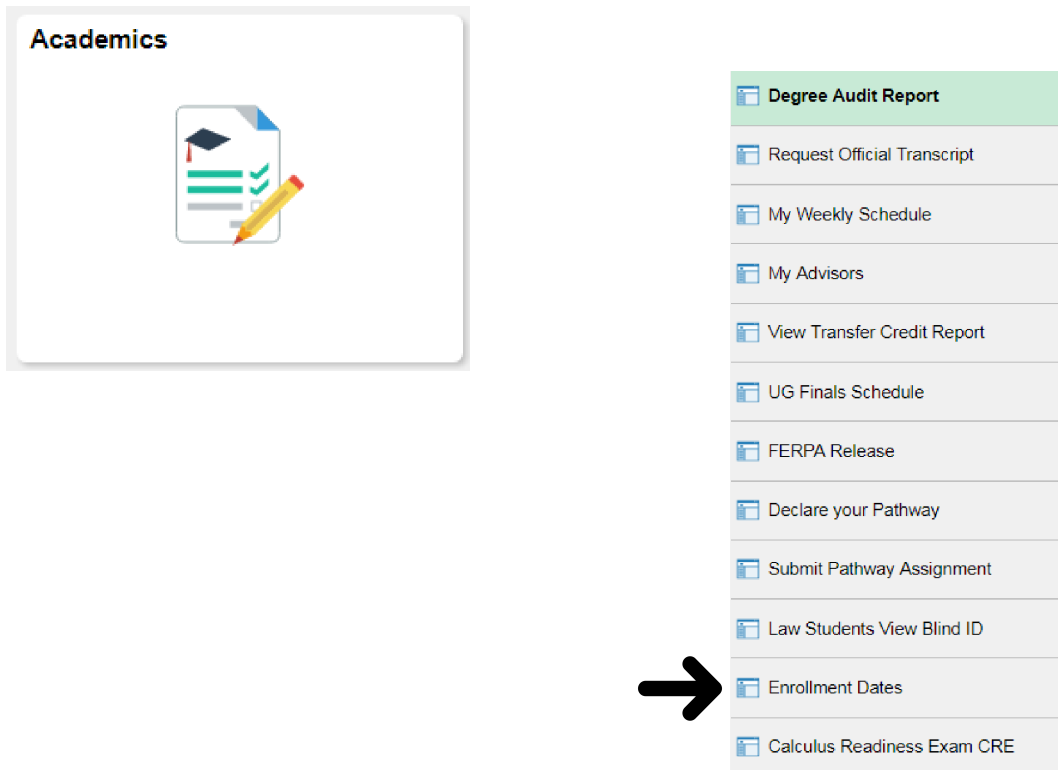 Academics
Degree Audit Report
Request Official Transcript
My Weekly Schedule
My Advisors
View Transfer Credit Report
UG Finals Schedule
FERPA Release
Declare your Pathway
Submit Pathway Assignment
Law Students View Blind ID
Enrollment Dates
Calculus Readiness Exam CRE